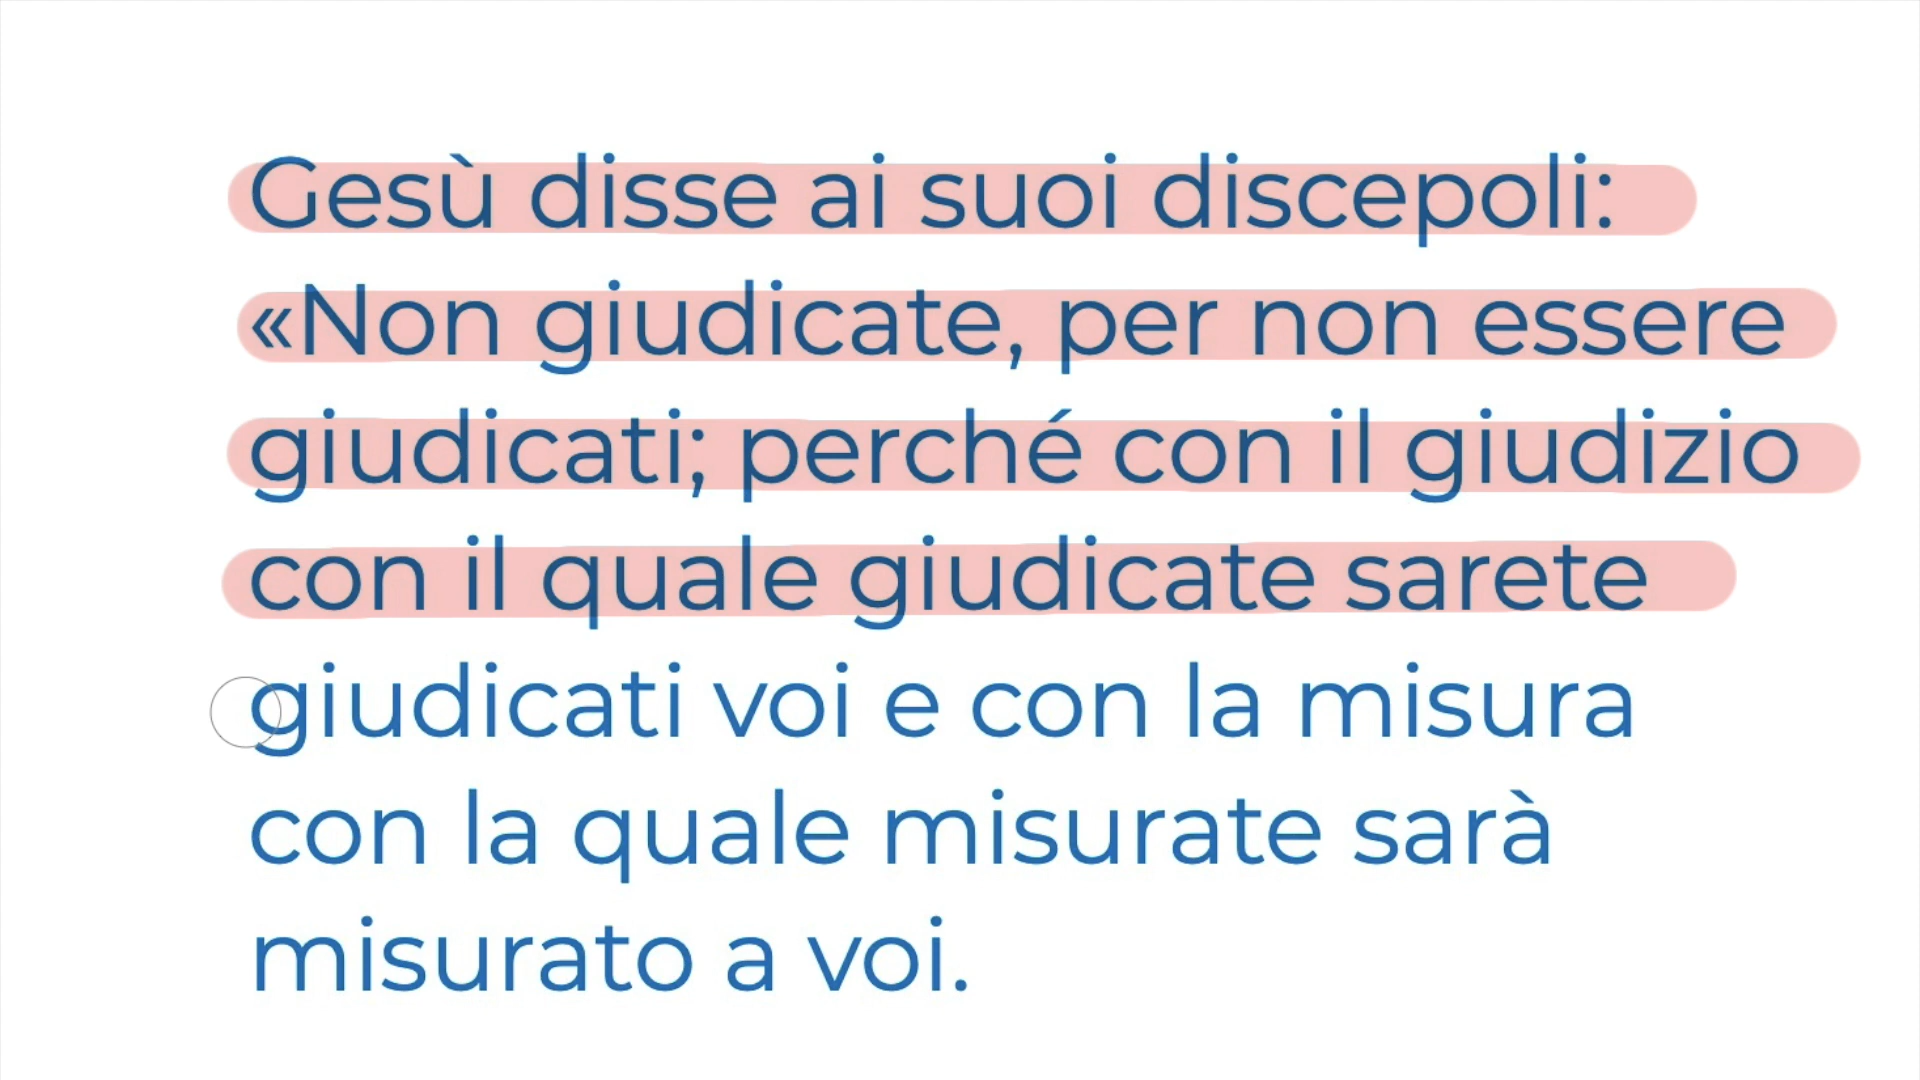 Gesù disse ai suoi discepoli:
«Non giudicate, per non essere
giudicati; perché con il giudizio
con il quale giudicate sarete
giudicati voi e con la misura
con la quale misurate sarà
misurato a voi.